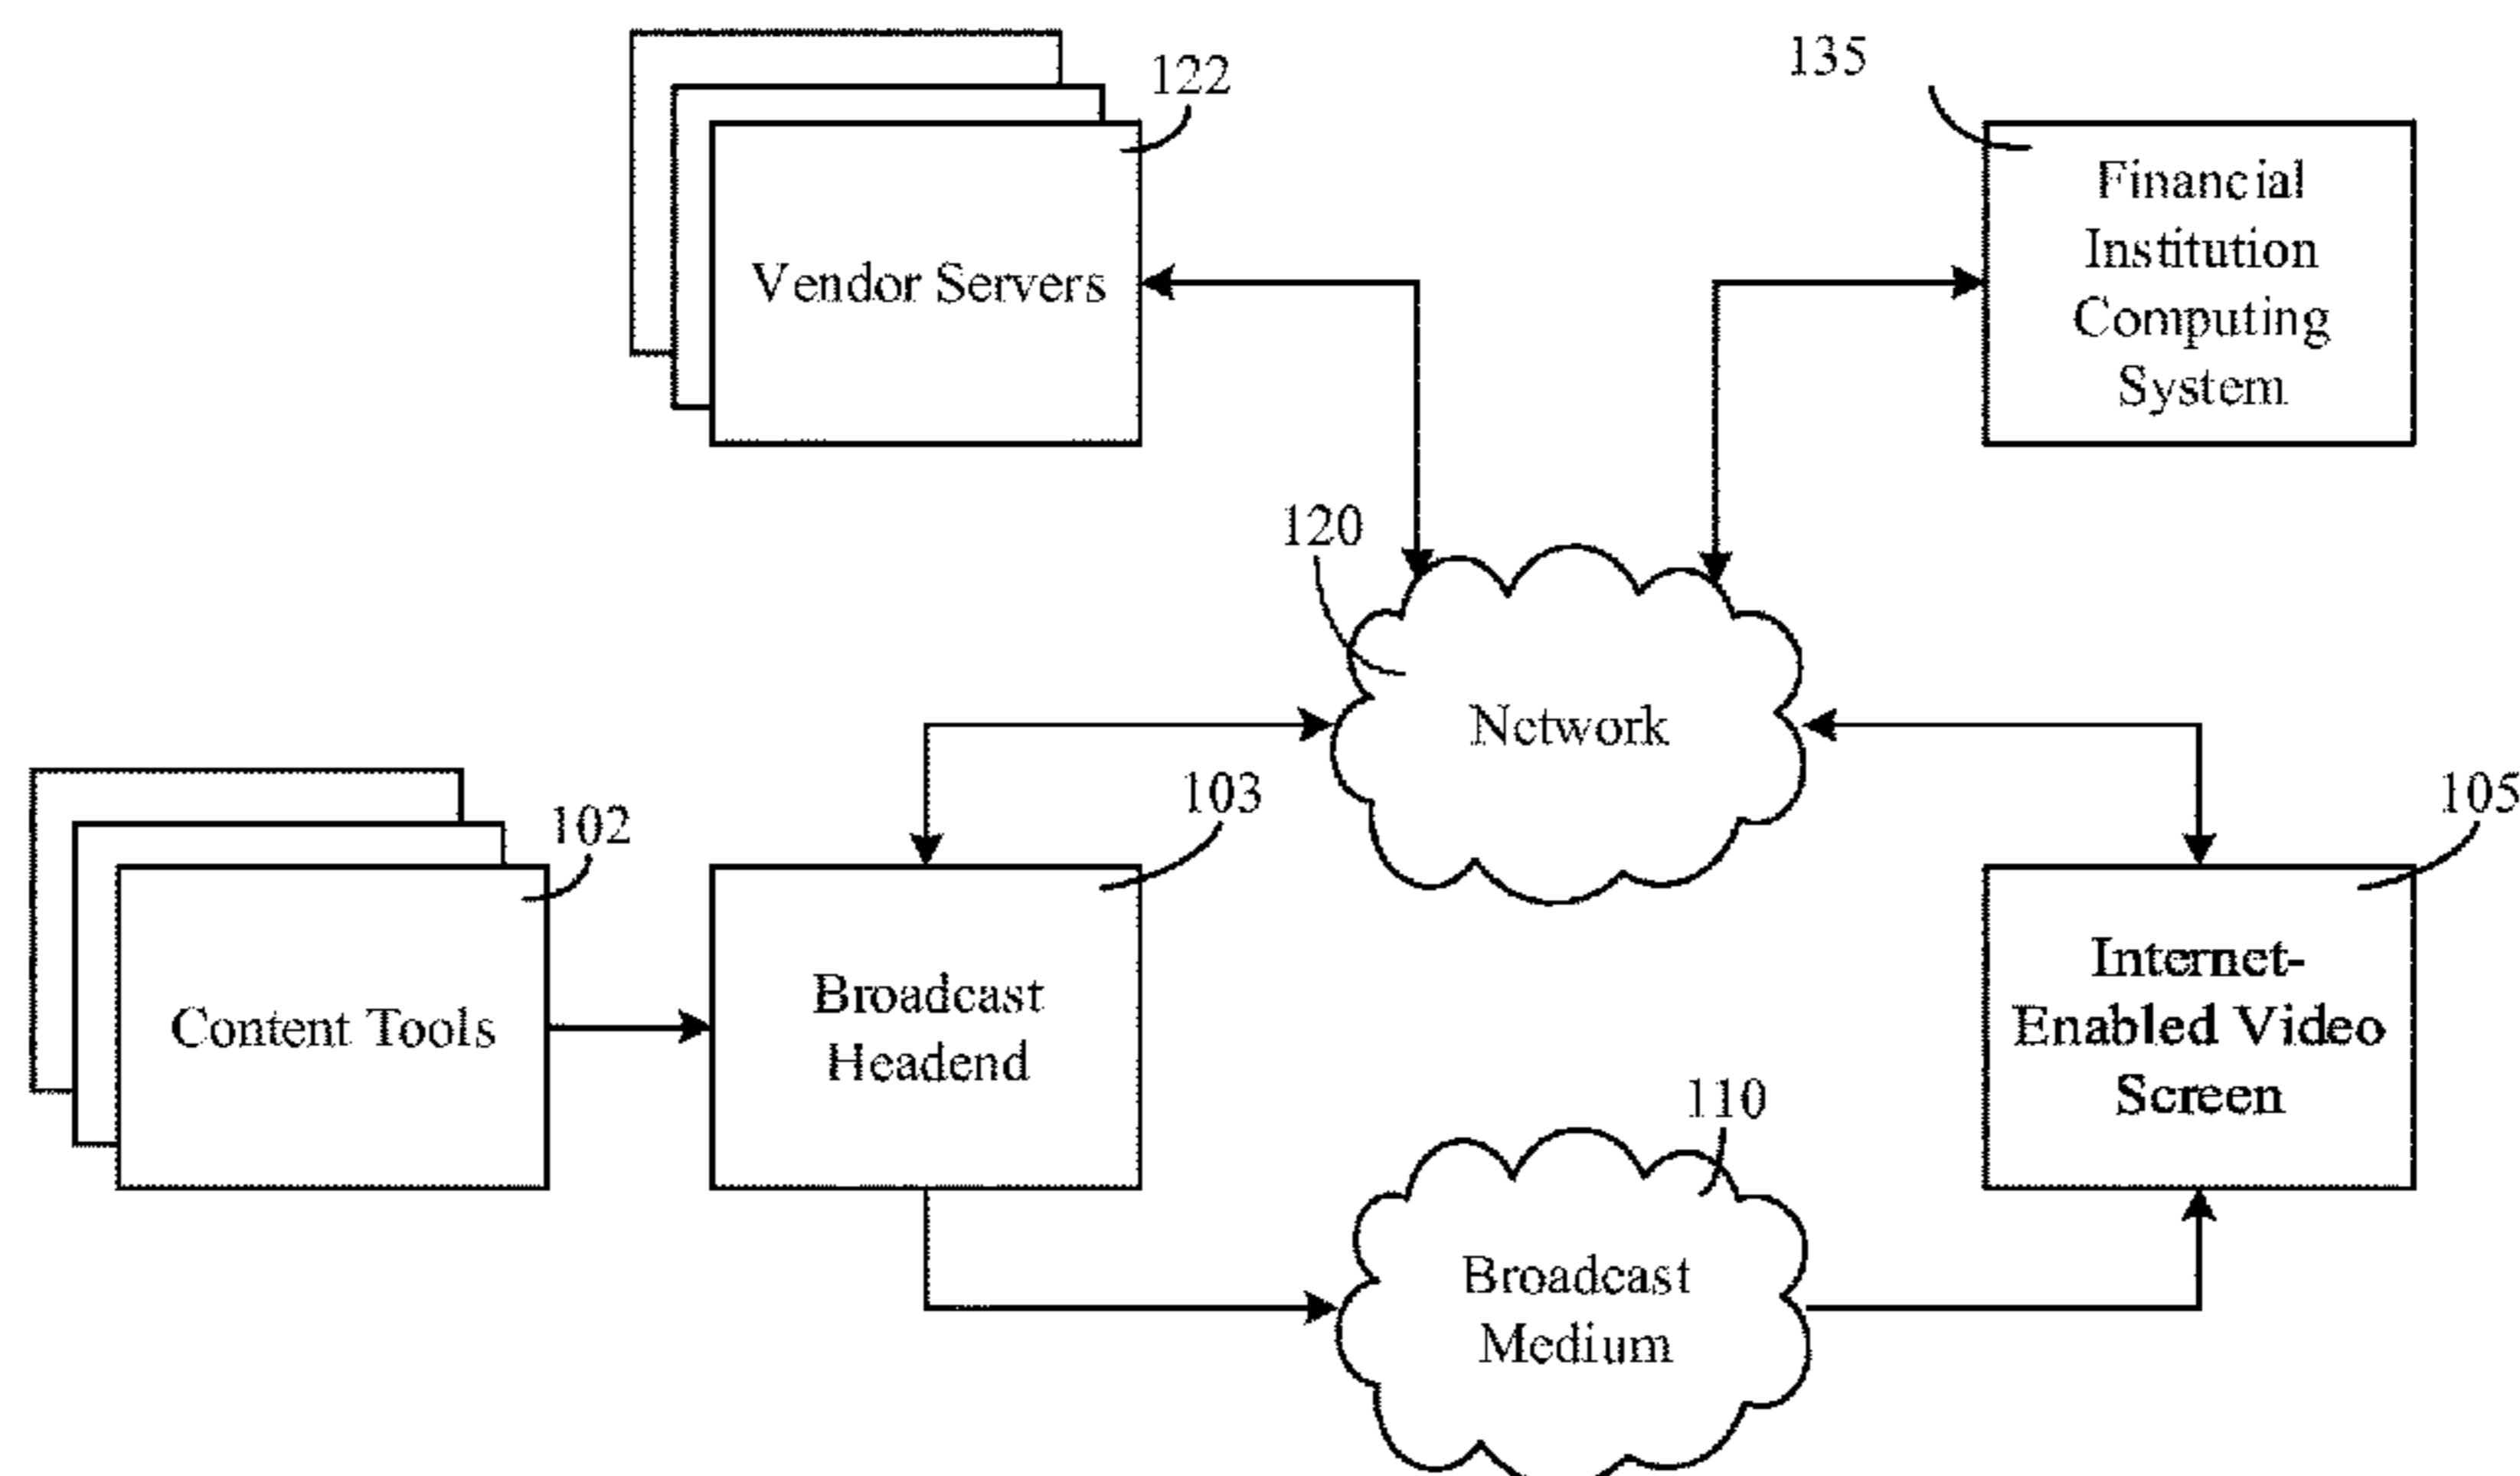 122
135
Vendor Servers
Financial
Institution
Computing
System
120
Network
102
103
105
Content Tools
Broadcast
Headend
Internet-
Enabled Video
Screen
110
Broadcast
Medium